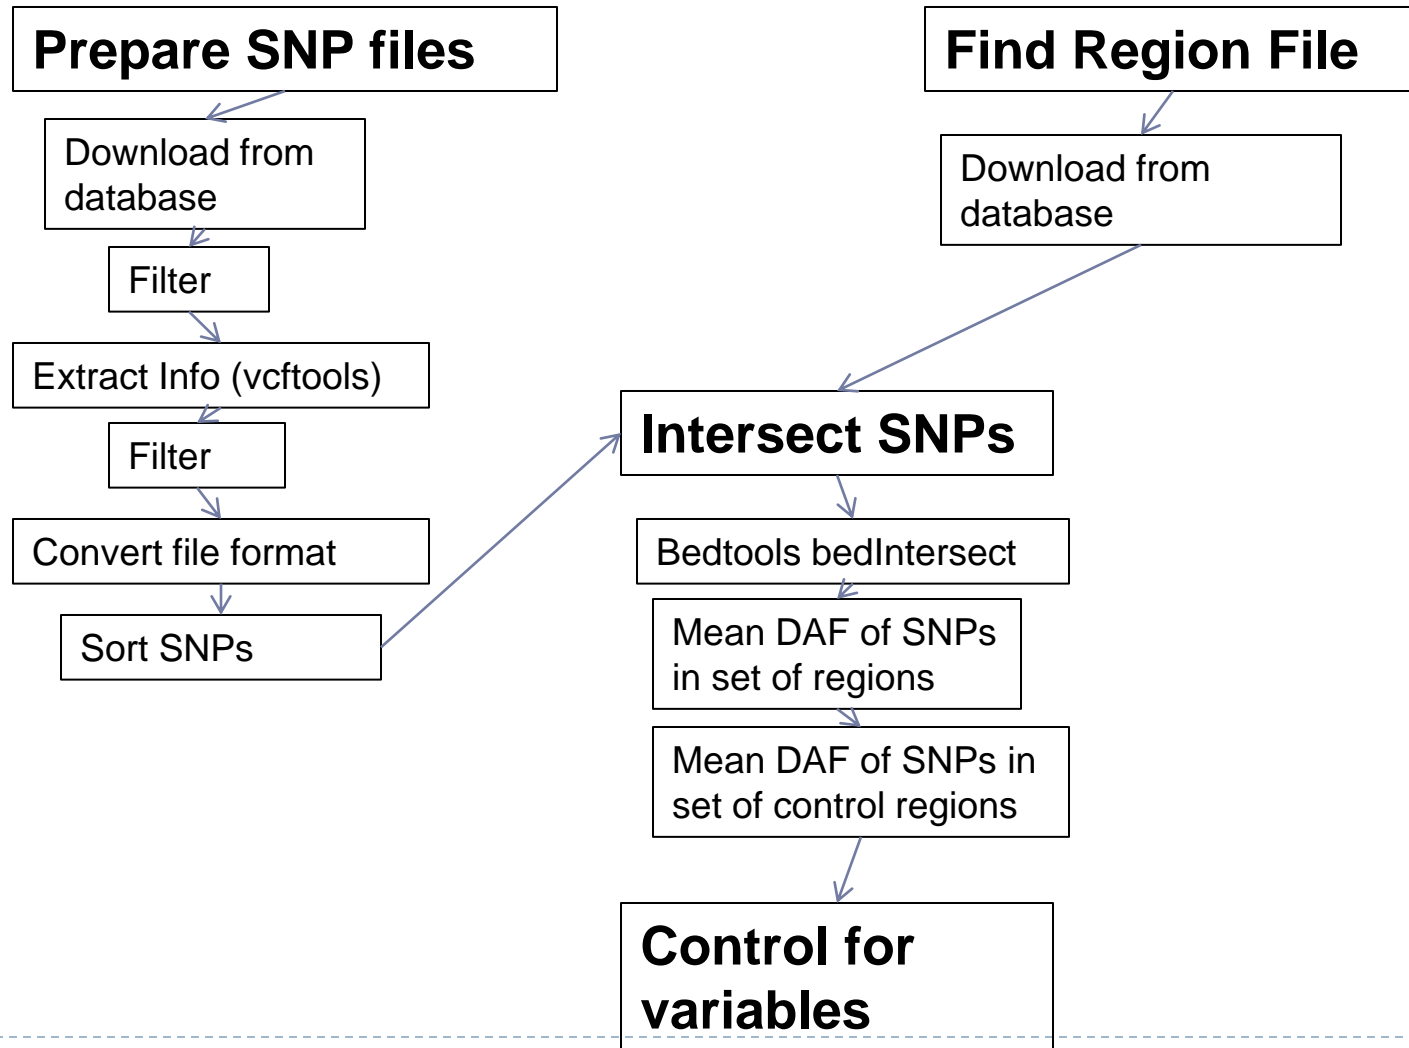 Prepare SNP files
Download from
database
Filter
Extract Info (vcftools)
Filter
Convert file format
Sort SNPs
Find Region File
Download from
database
Intersect SNPs
Bedtools bedIntersect
Mean DAF of SNPs
in set of regions
Mean DAF of SNPs in
set of control regions
Control for
variables